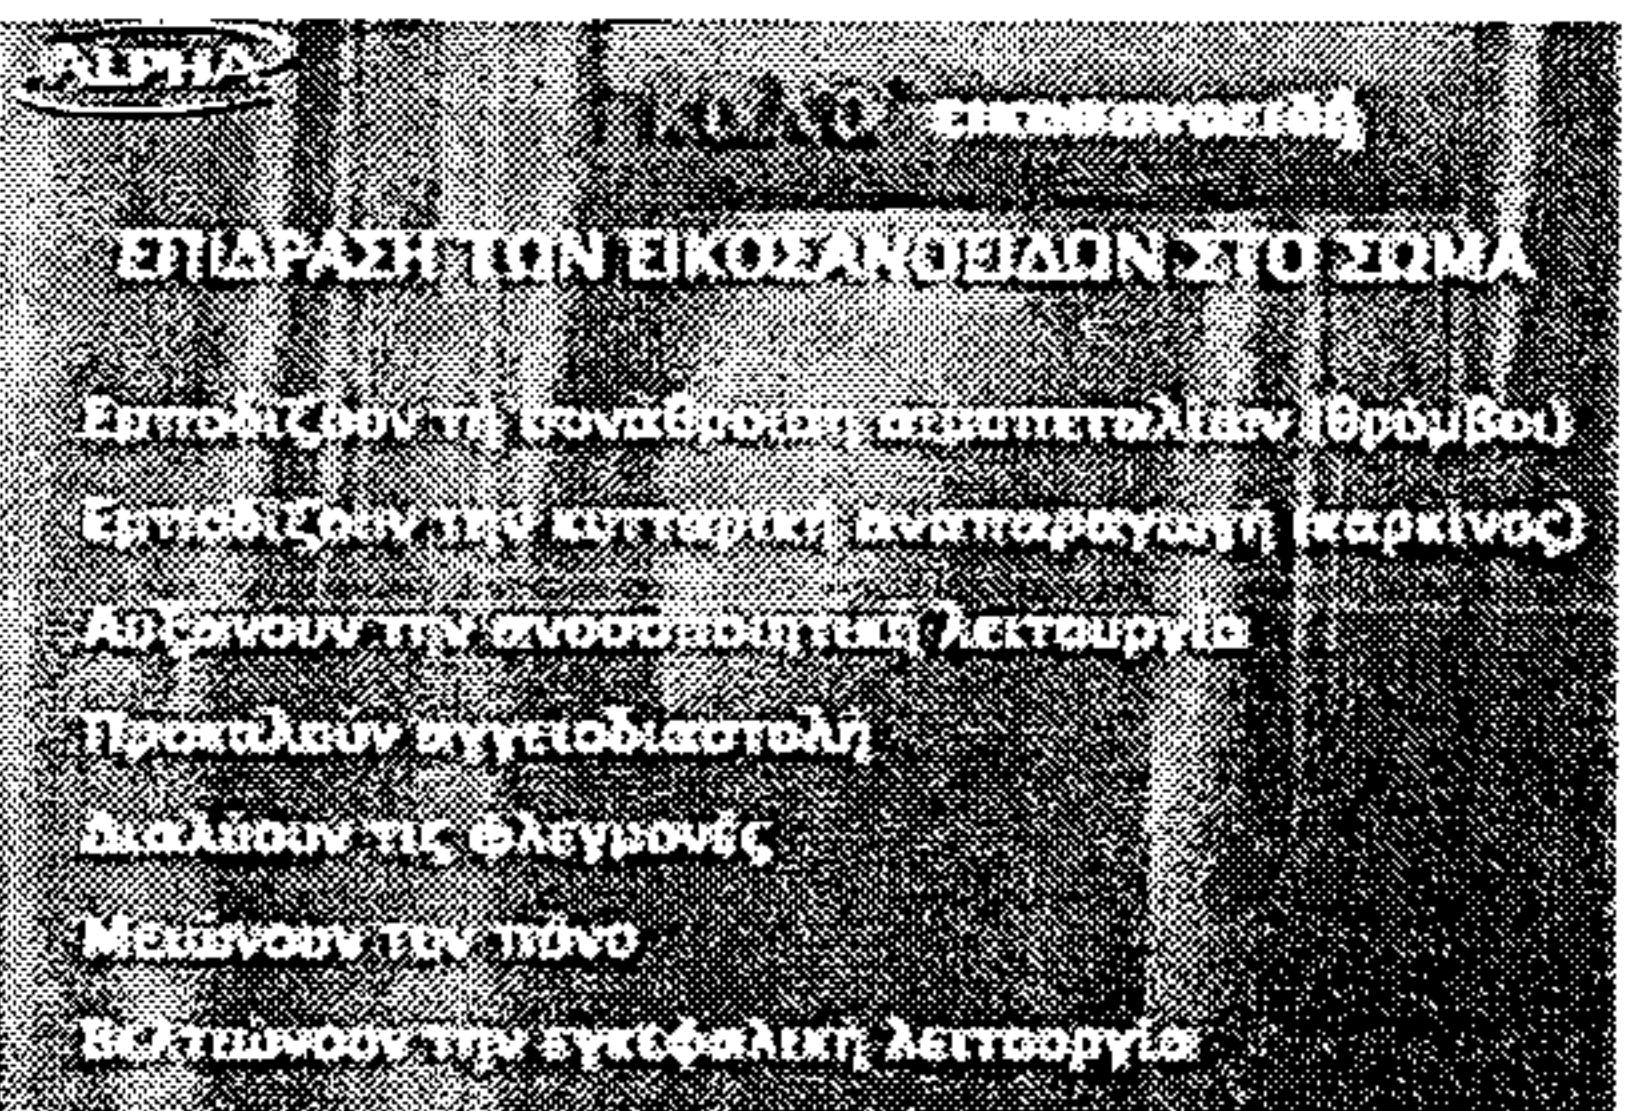 ALPHA
εικοσανοειδή
ΕΠΙΔΡΑΣΗ ΤΩΝ ΕΙΚΟΣΑΝΟΕΙΔΩΝ ΣΤΟ ΣΩΜΑ
Εμποδίζουν τη συνάθροιση αιμοπεταλίων (θρόμβοι)
Εμποδίζουν την κυτταρική αναπαραγωγή (καρκίνος)
Αυξάνουν την ανοσοποιητική λειτουργία
Προκαλούν αγγειοδιαστολή
Διαλύουν τις φλεγμονές
Μειώνουν τον πόνο
Βελτιώνουν την εγκεφαλική λειτουργία